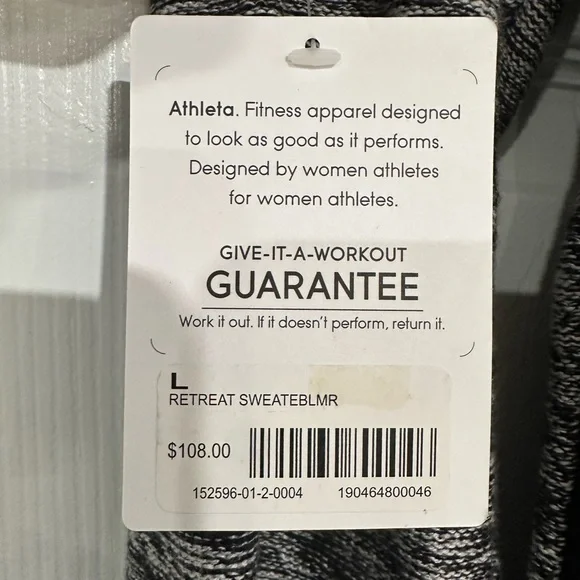 Athleta. Fitness apparel designed
to look as good as it performs.
Designed by women athletes
for women athletes.
GIVE-IT-A-WORKOUT
GUARANTEE
Work it out. If it doesn't perform, return it.
L
RETREAT SWEATEBLMR
$108.00
152596-01-2-0004 190464800046